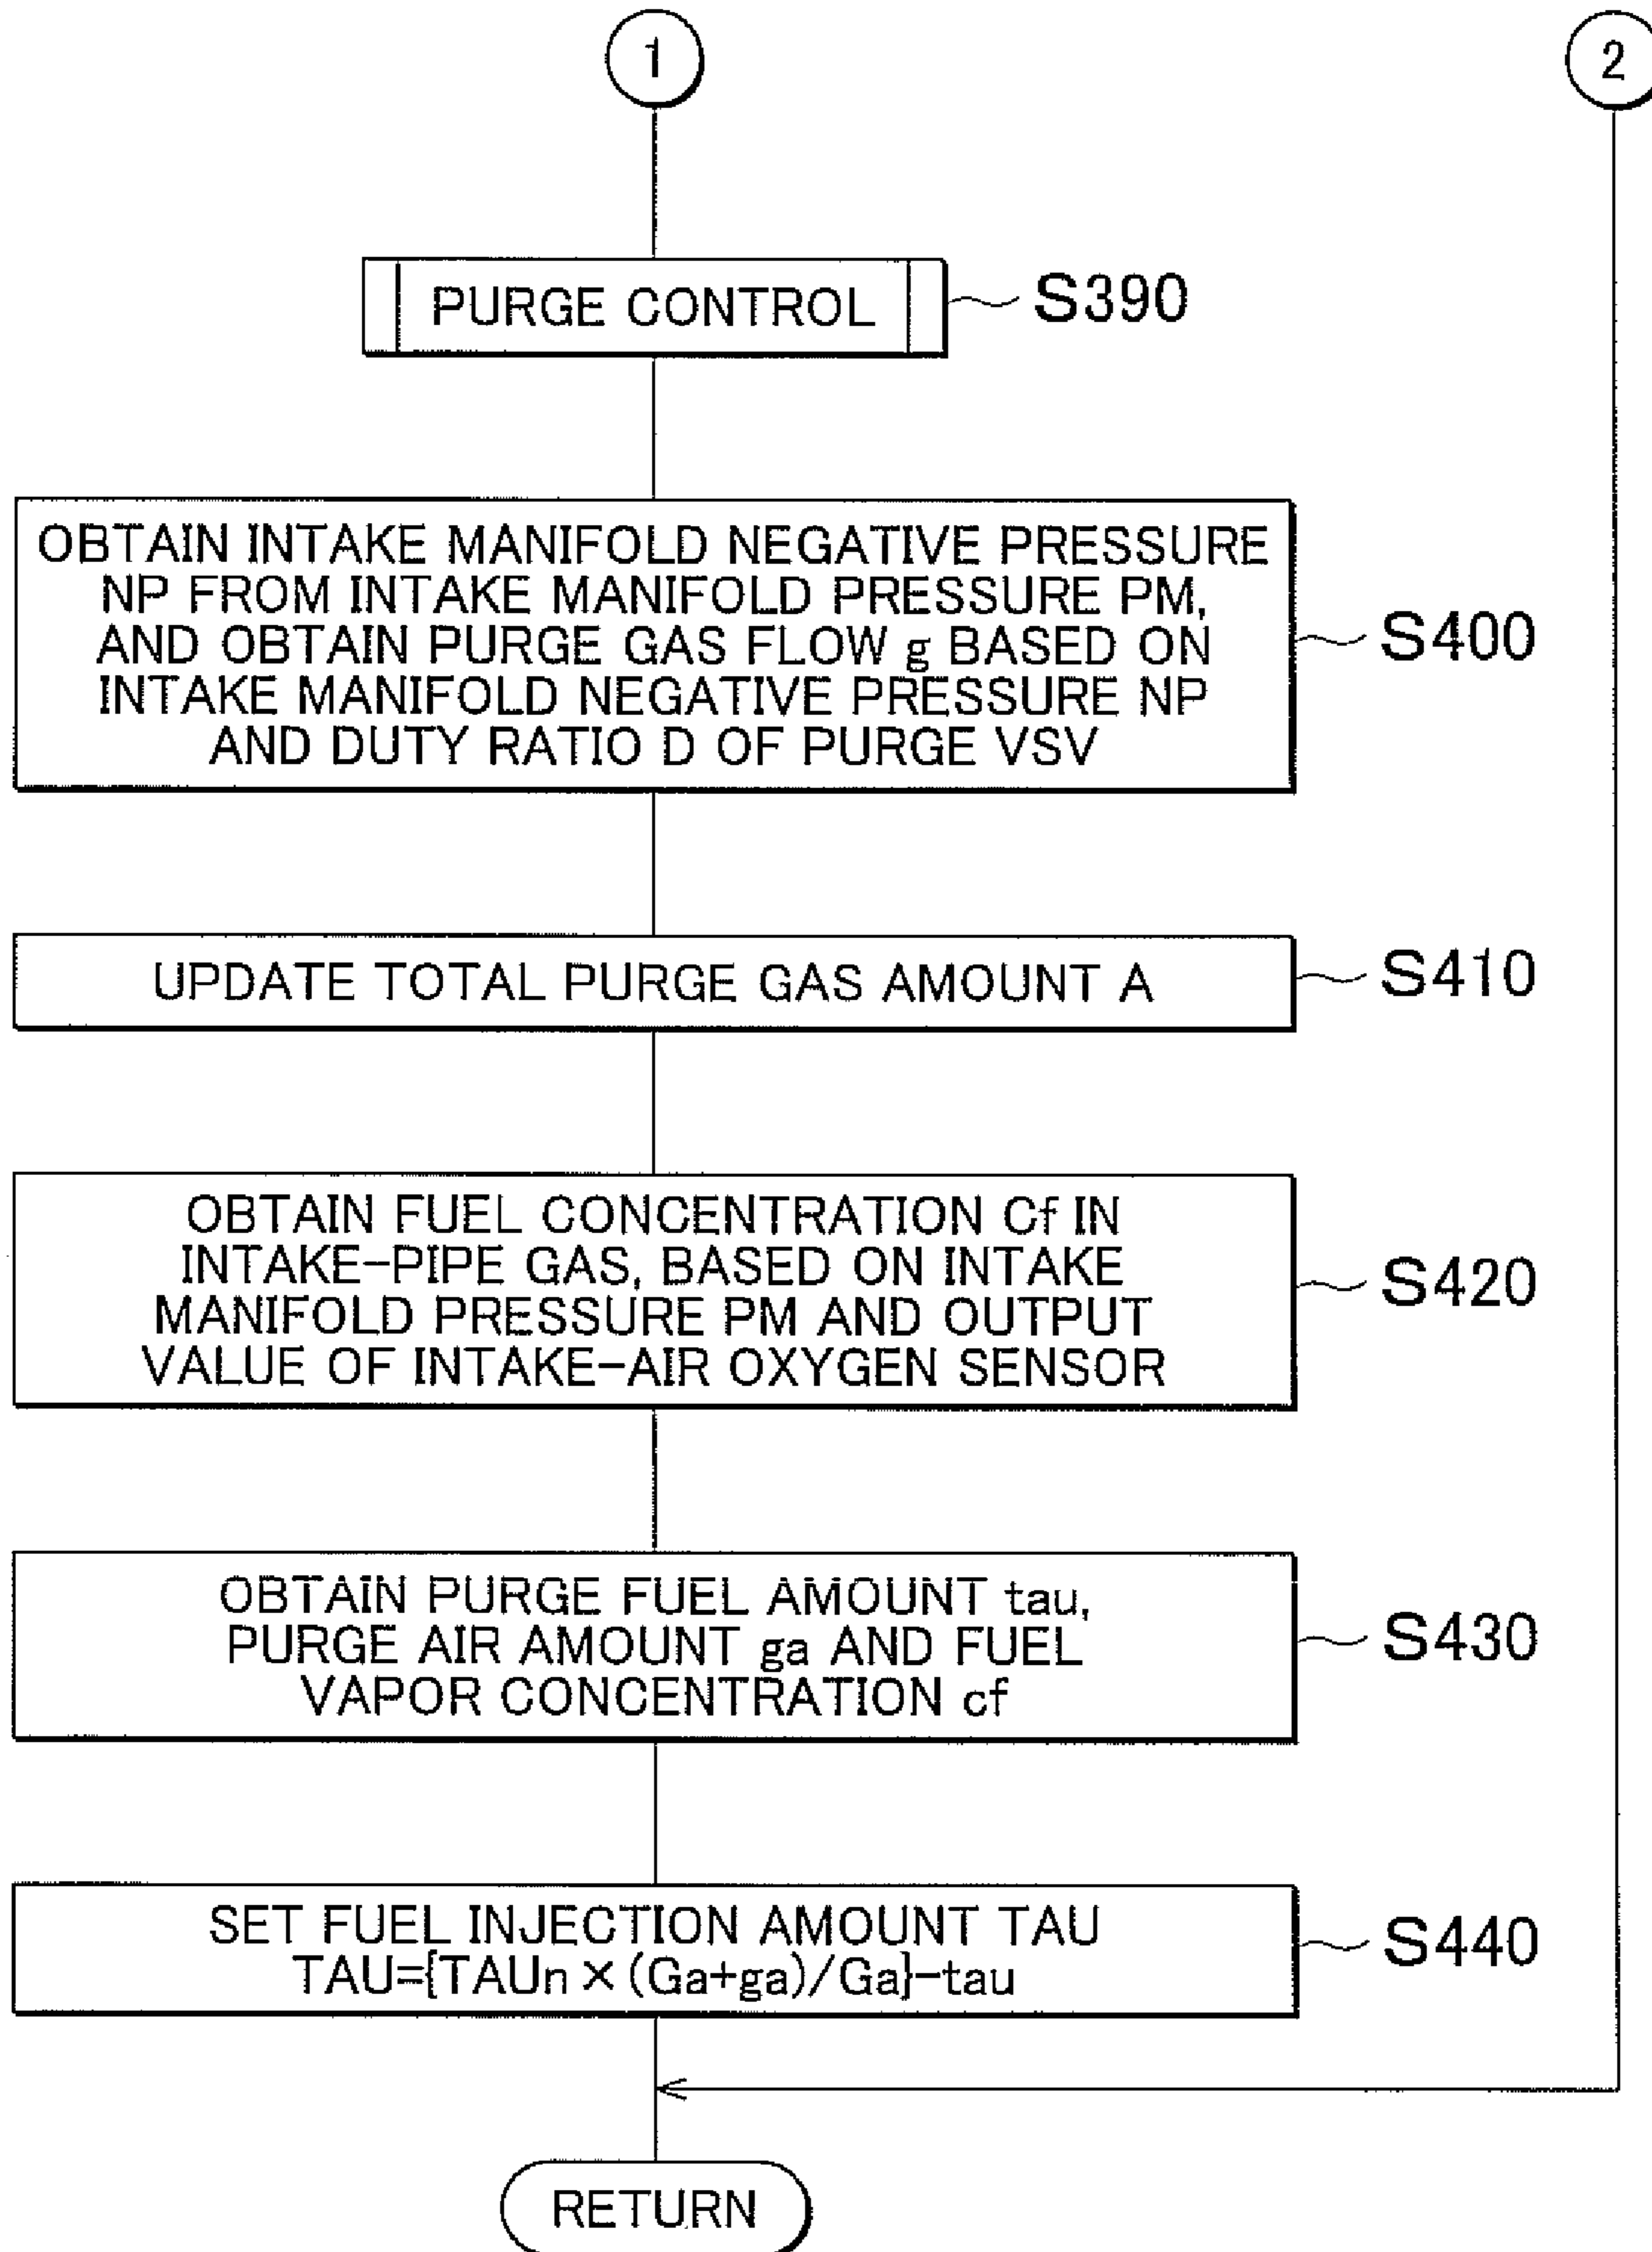 1
2
PURGE CONTROL
S390
OBTAIN INTAKE MANIFOLD NEGATIVE PRESSURE
NP FROM INTAKE MANIFOLD PRESSURE PM,
AND OBTAIN PURGE GAS FLOW g BASED ON
INTAKE MANIFOLD NEGATIVE PRESSURE NP
AND DUTY RATIO D OF PURGE VSV
S400
UPDATE TOTAL PURGE GAS AMOUNT A
S410
OBTAIN FUEL CONCENTRATION Cf IN
INTAKE-PIPE GAS, BASED ON INTAKE
MANIFOLD PRESSURE PM AND OUTPUT
VALUE OF INTAKE-AIR OXYGEN SENSOR
S420
OBTAIN PURGE FUEL AMOUNT tau,
PURGE AIR AMOUNT ga AND FUEL
VAPOR CONCENTRATION cf
S430
SET FUEL INJECTION AMOUNT TAU
TAU={TAUn×(Ga+ga)/Ga}-tau
S440
RETURN